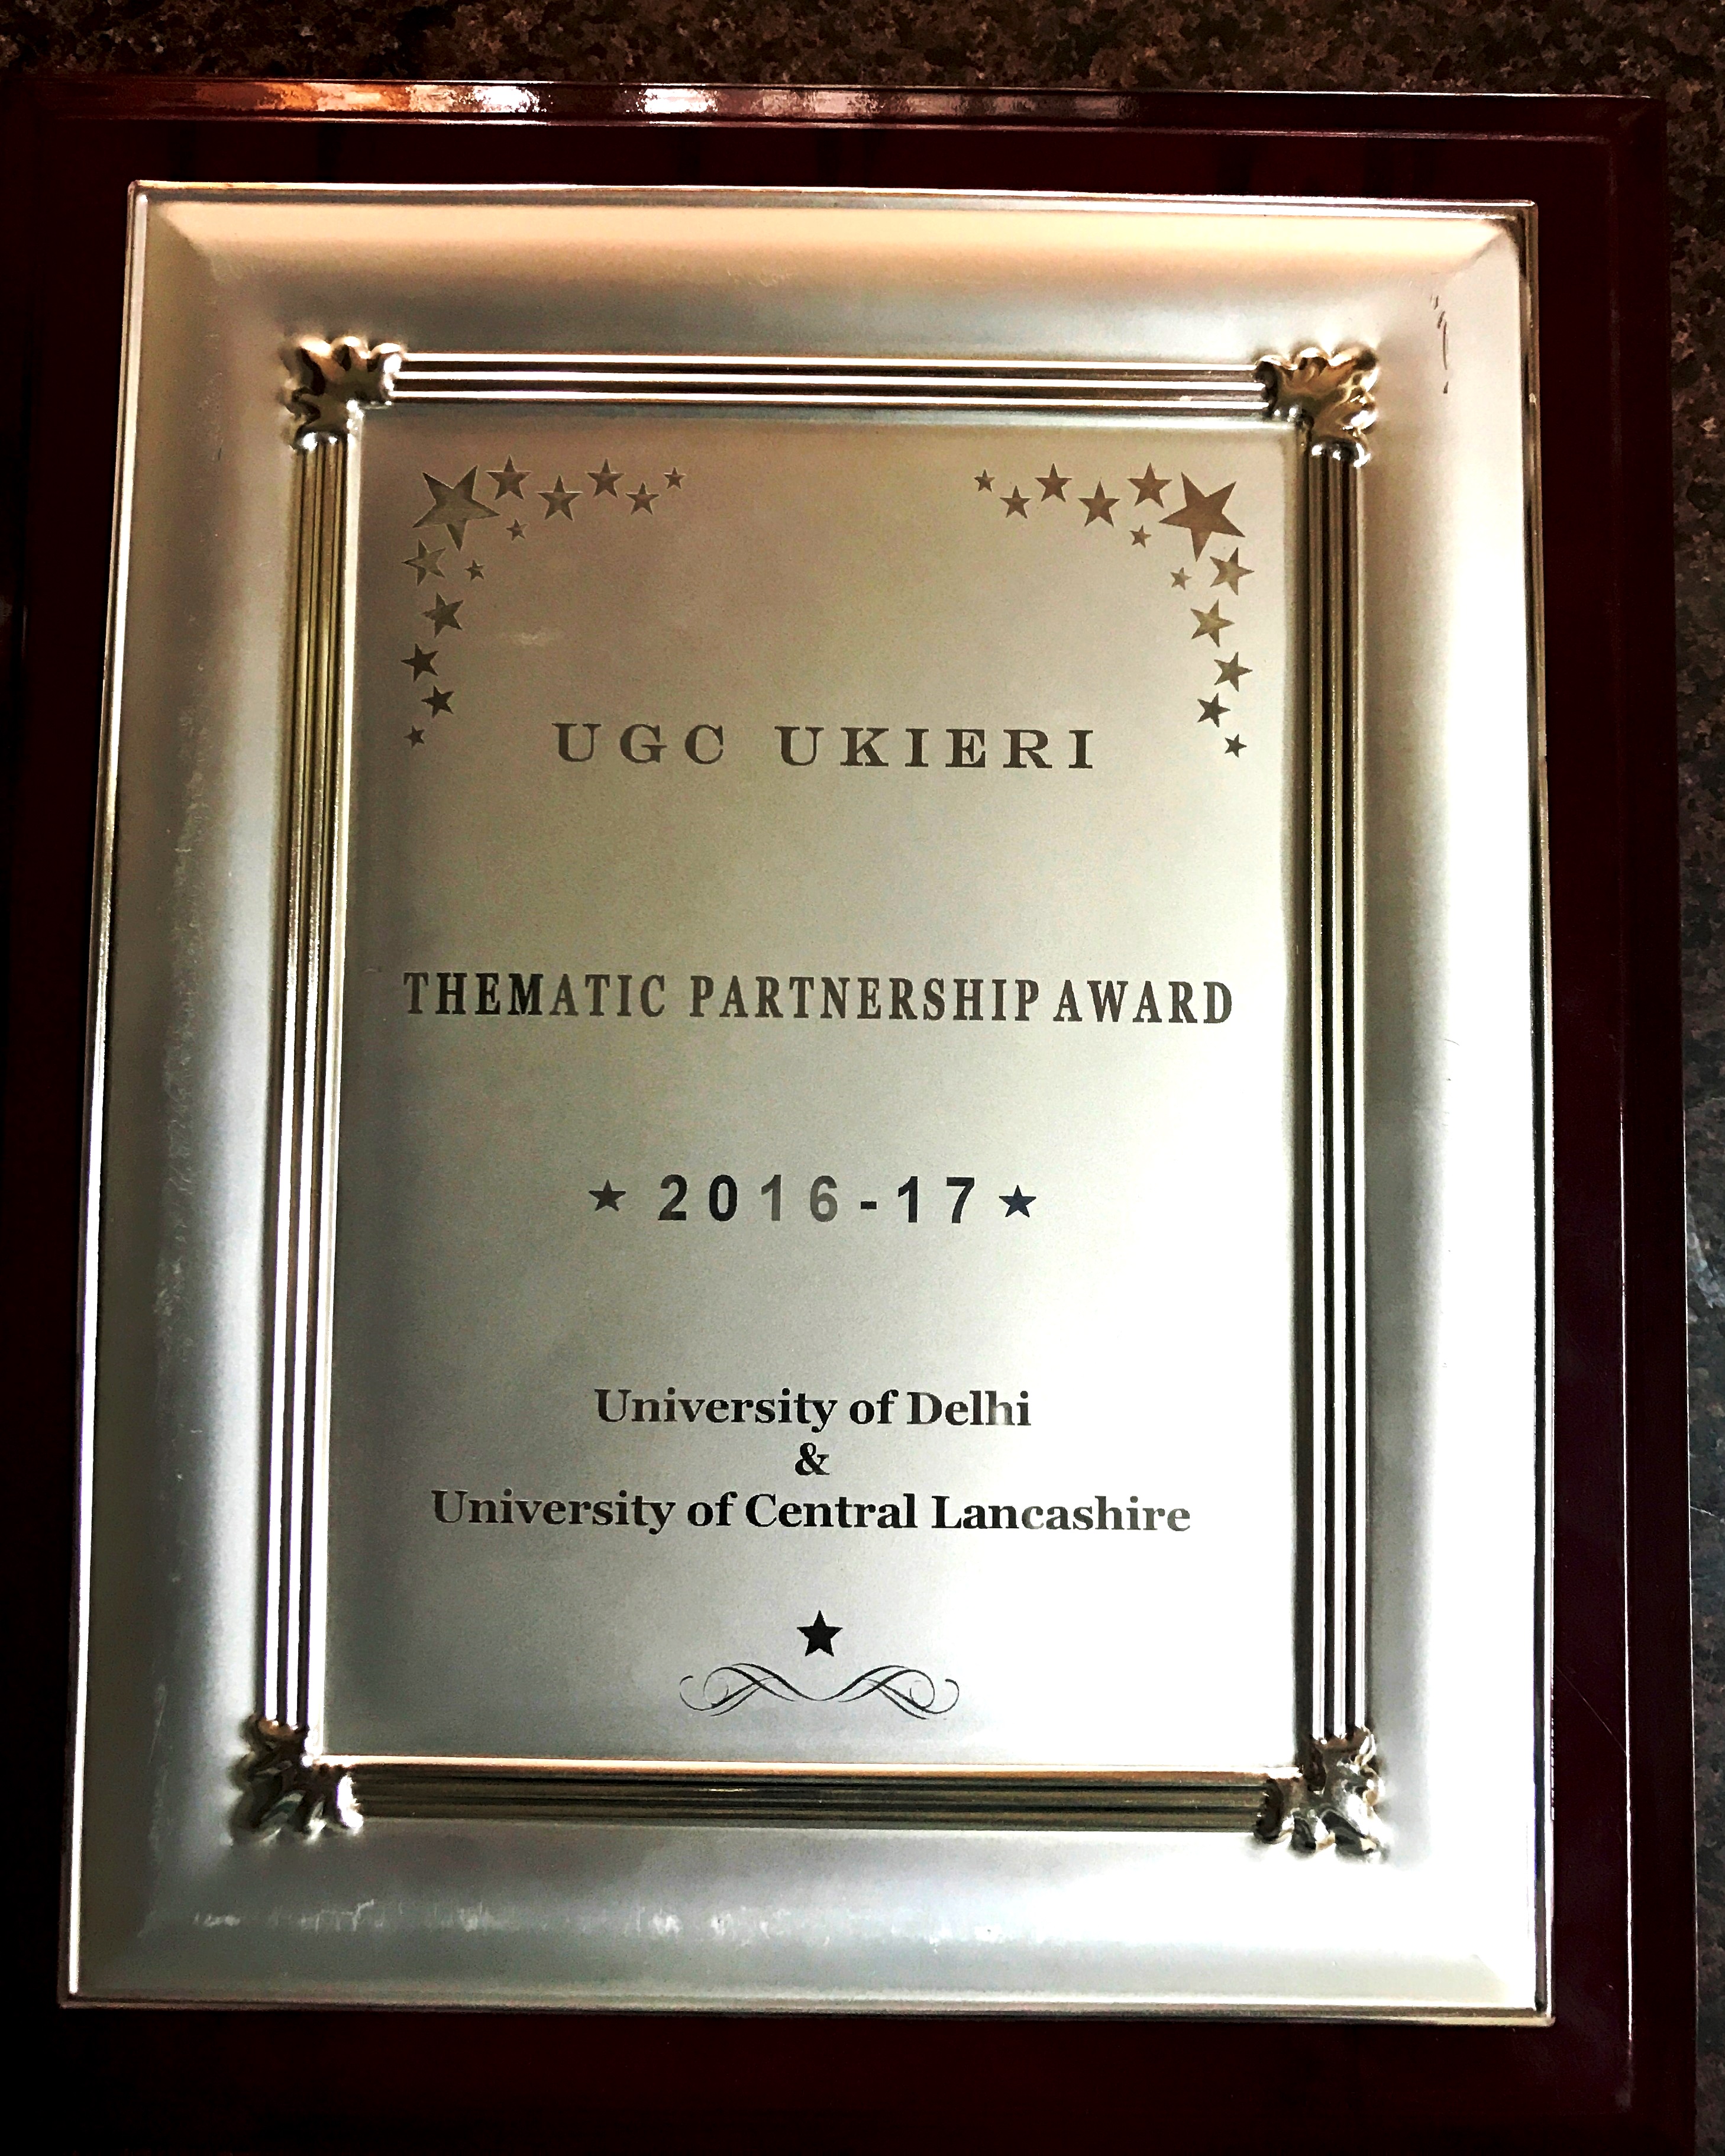 UGC UKIERI
THEMATIC PARTNERSHIP AWARD
★ 2016-17 ★
University of Delhi
&
University of Central Lancashire